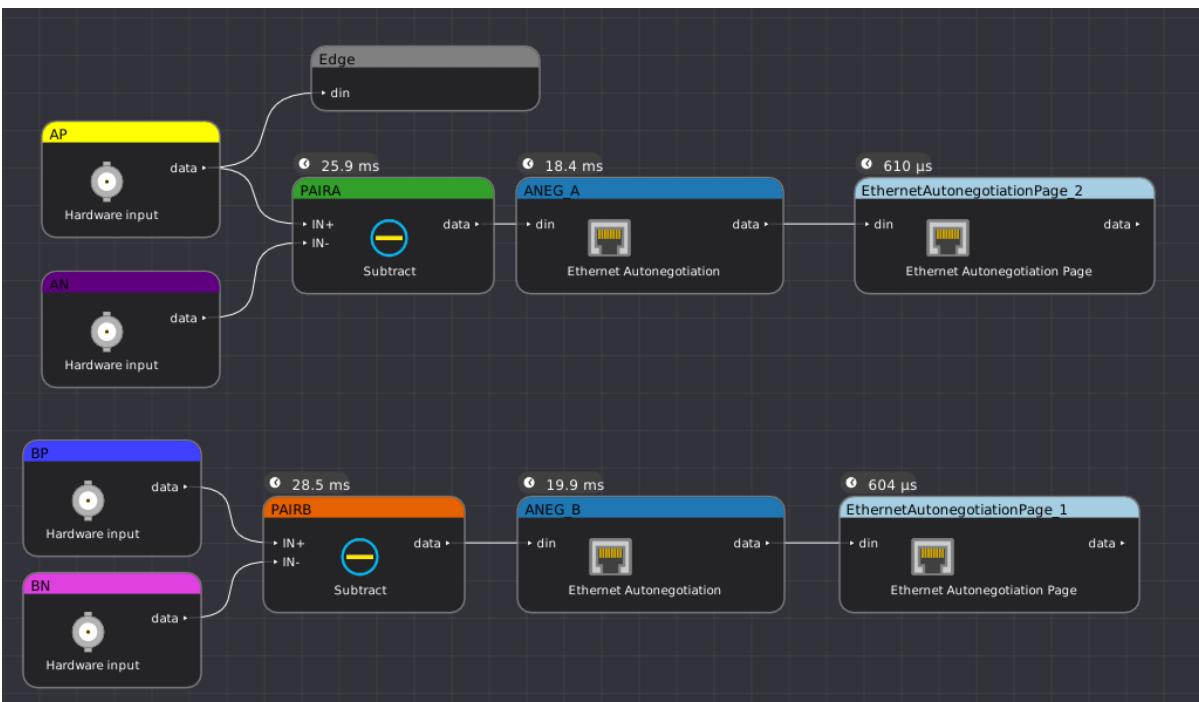 Edge
din
AP
data
Hardware input
25.9 ms
PAIRA
IN+
IN-
data
Subtract
18.4 ms
ANEG_A
din
data
Ethernet Autonegotiation
610 µs
EthernetAutonegotiationPage_2
din
data
Ethernet Autonegotiation Page
AN
data
Hardware input
BP
data
Hardware input
28.5 ms
PAIRB
IN+
IN-
data
Subtract
19.9 ms
ANEG_B
din
data
Ethernet Autonegotiation
604 µs
EthernetAutonegotiationPage_1
din
data
Ethernet Autonegotiation Page
BN
data
Hardware input